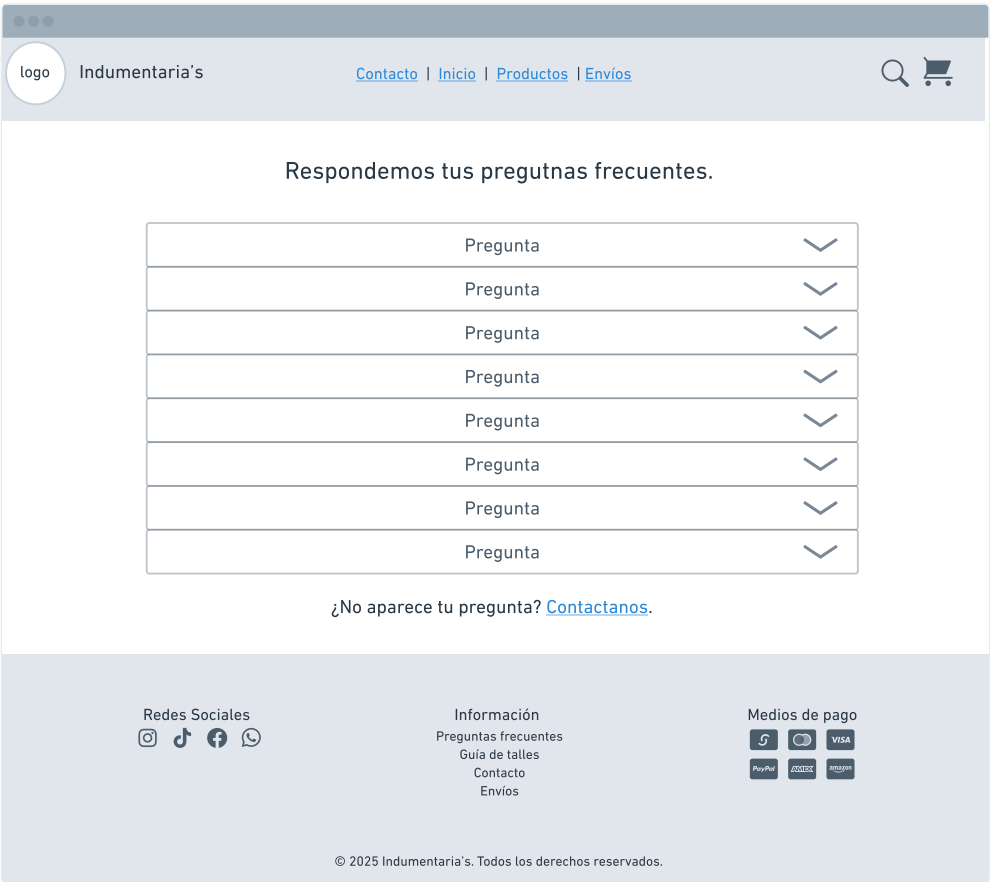 logo Indumentaria's Contacto | Inicio | Productos | Envíos
Respondemos tus pregutnas frecuentes.
Pregunta
Pregunta
Pregunta
Pregunta
Pregunta
Pregunta
Pregunta
Pregunta
¿No aparece tu pregunta? Contactanos.
Redes Sociales
Información
Preguntas frecuentes
Guía de talles
Contacto
Envíos
Medios de pago
VISA
PayPal AMEX amazon
© 2025 Indumentaria's. Todos los derechos reservados.